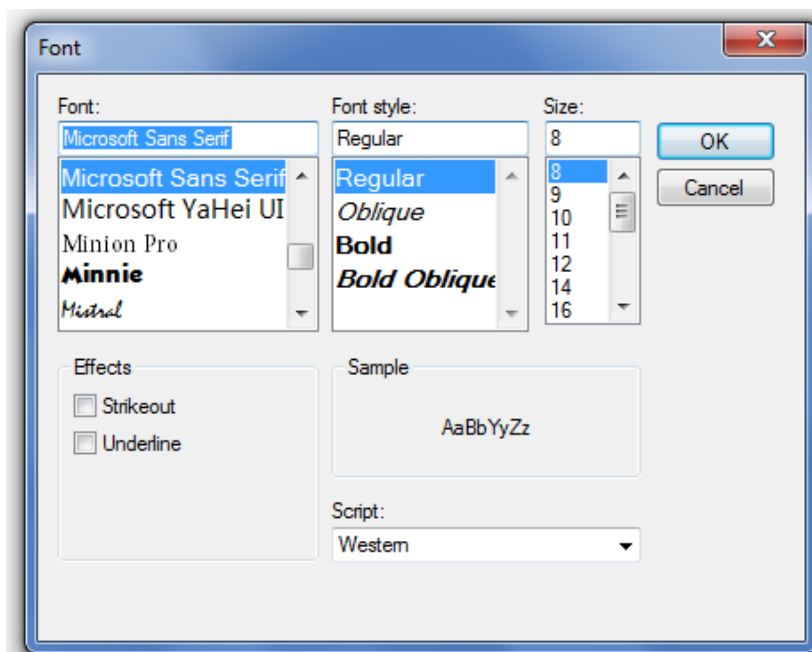 Font
Font:
Microsoft Sans Serif
Microsoft Sans Serif
Microsoft YaHei UI
Minion Pro
Minnie
Mistral
Font style:
Regular
Regular
Oblique
Bold
Bold Oblique
Size:
8
8
9
10
11
12
14
16
OK
Cancel
Effects
Strikeout
Underline
Sample
AaBbYyZz
Script:
Western